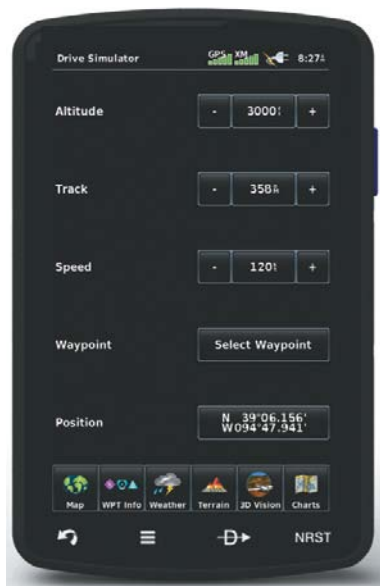 Drive Simulator GPS XM 8:27
Altitude - 3000 +
Track - 358 +
Speed - 120 +
Waypoint Select Waypoint
Position N 39°06.156'
W094°47.941'
Map WPT Info Weather Terrain 3D Vision Charts
D NRST